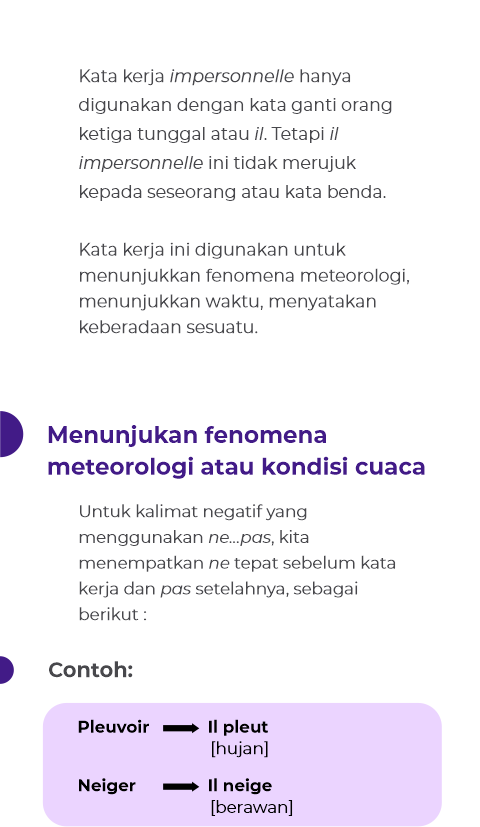 Kata kerja impersonnelle hanya
digunakan dengan kata ganti orang
ketiga tunggal atau il. Tetapi il
impersonnelle ini tidak merujuk
kepada seseorang atau kata benda.
Kata kerja ini digunakan untuk
menunjukkan fenomena meteorologi,
menunjukkan waktu, menyatakan
keberadaan sesuatu.
Menunjukan fenomena
meteorologi atau kondisi cuaca
Untuk kalimat negatif yang
menggunakan ne...pas, kita
menempatkan ne tepat sebelum kata
kerja dan pas setelahnya, sebagai
berikut :
Contoh:
Pleuvoir Il pleut
[hujan]
Neiger Il neige
[berawan]